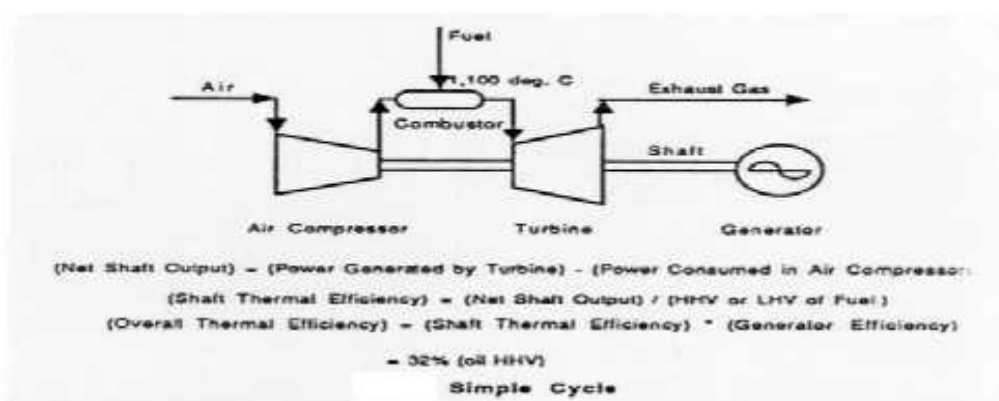 Fuel
1,100 deg. C
Air
Exhaust Gas
Combustor
Shaft
Air Compressor
Turbine
Generator
(Net Shaft Output) = (Power Generated by Turbine) - (Power Consumed in Air Compressor)
(Shaft Thermal Efficiency) = (Net Shaft Output) / (HHV or LHV of Fuel)
(Overall Thermal Efficiency) = (Shaft Thermal Efficiency) * (Generator Efficiency)
= 32% (oil HHV)
Simple Cycle